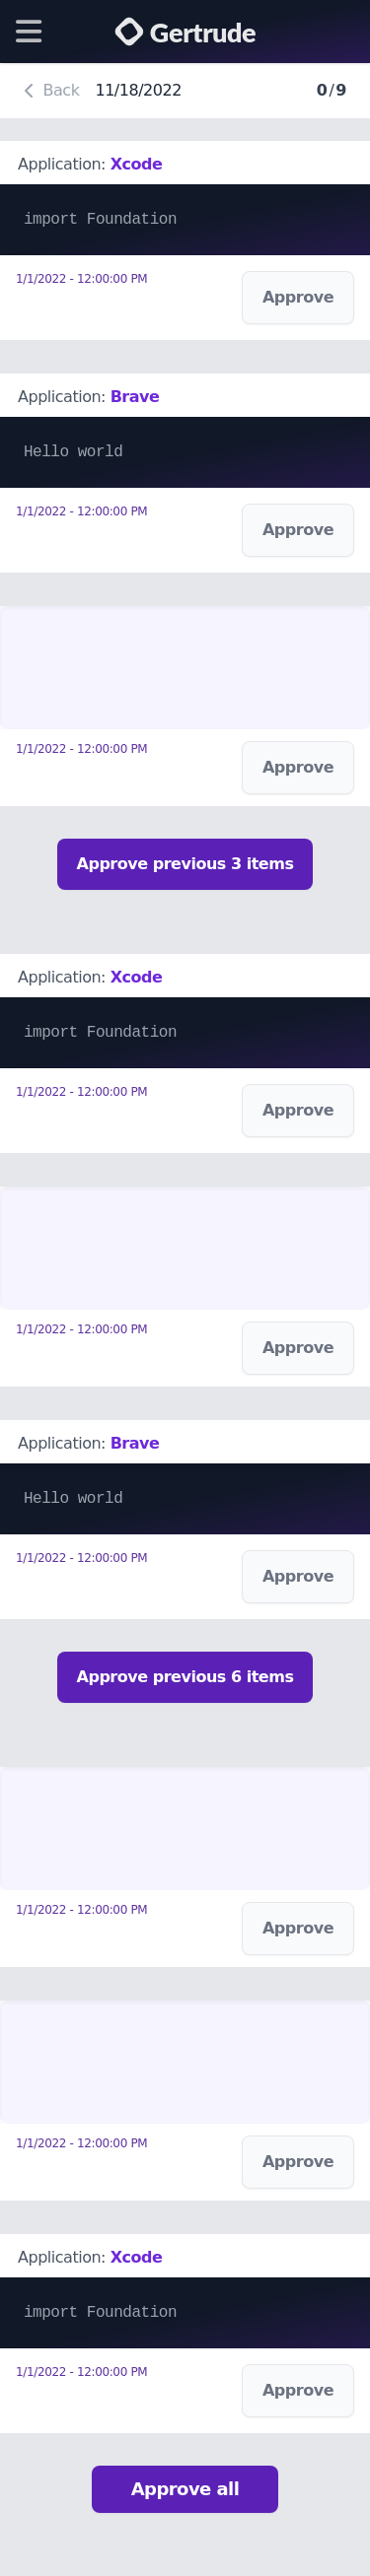 Gertrude
Back 11/18/2022 0/9
Application: Xcode
import Foundation
1/1/2022 - 12:00:00 PM
Approve
Application: Brave
Hello world
1/1/2022 - 12:00:00 PM
Approve
1/1/2022 - 12:00:00 PM
Approve
Approve previous 3 items
Application: Xcode
import Foundation
1/1/2022 - 12:00:00 PM
Approve
1/1/2022 - 12:00:00 PM
Approve
Application: Brave
Hello world
1/1/2022 - 12:00:00 PM
Approve
Approve previous 6 items
1/1/2022 - 12:00:00 PM
Approve
1/1/2022 - 12:00:00 PM
Approve
Application: Xcode
import Foundation
1/1/2022 - 12:00:00 PM
Approve
Approve all